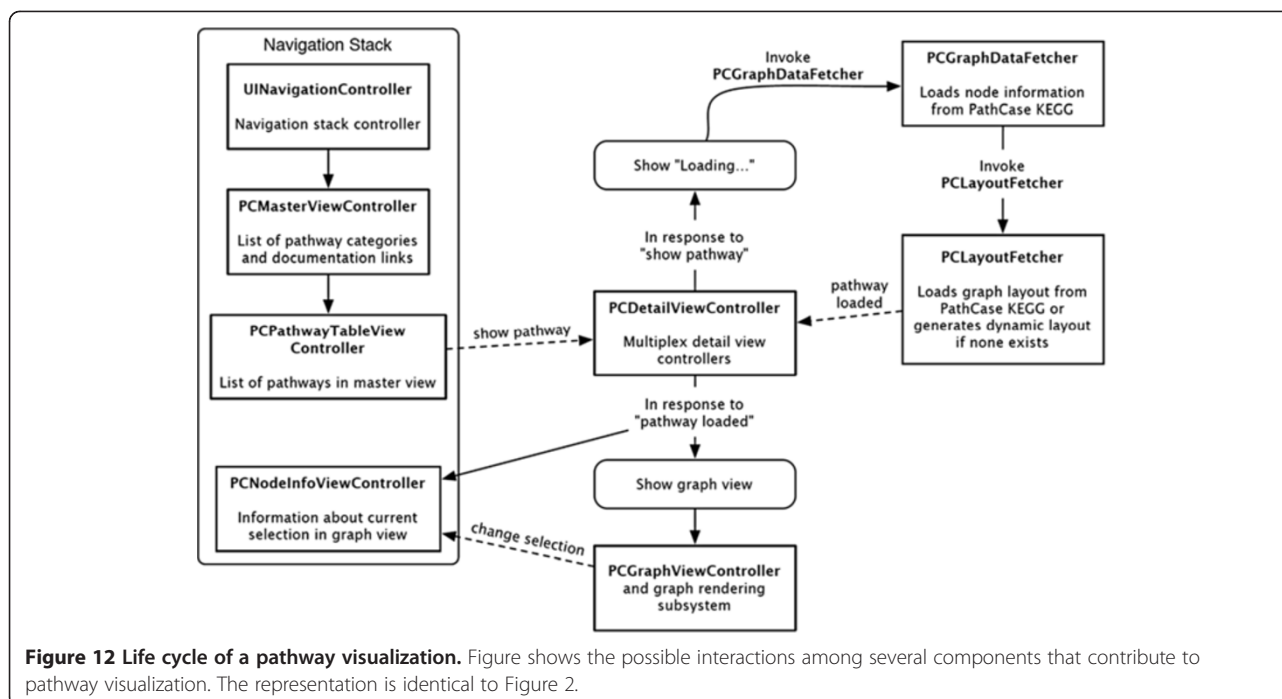 Navigation Stack
UINavigationController
Navigation stack controller
PCMasterViewController
List of pathway categories
and documentation links
PCPathwayTableView
Controller
List of pathways in master view
PCNodeInfoViewController
Information about current
selection in graph view
show pathway
change selection
Invoke
PCGraphDataFetcher
Show "Loading..."
In response to
"show pathway"
PCDetailViewController
Multiplex detail view
controllers
In response to
"pathway loaded"
Show graph view
PCGraphViewController
and graph rendering
subsystem
PCGraphDataFetcher
Loads node information
from PathCase KEGG
Invoke
PCLayoutFetcher
PCLayoutFetcher
Loads graph layout from
PathCase KEGG or
generates dynamic layout
if none exists
pathway
loaded
Figure 12 Life cycle of a pathway visualization. Figure shows the possible interactions among several components that contribute to
pathway visualization. The representation is identical to Figure 2.